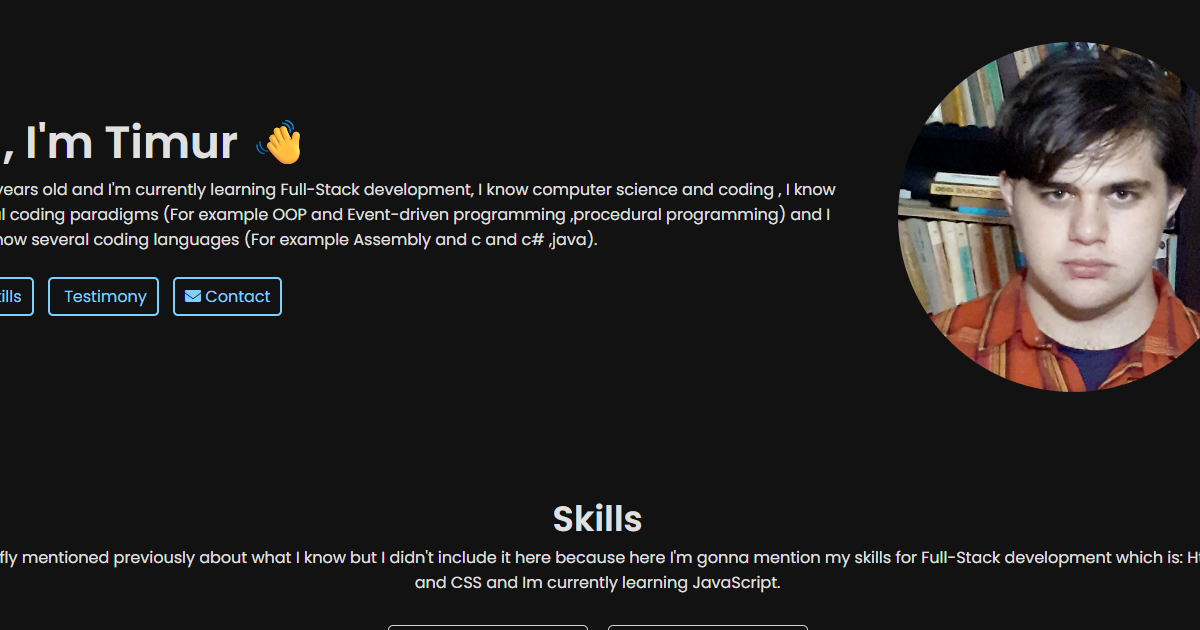 , I'm Timur 👋
years old and I'm currently learning Full-Stack development, I know computer science and coding , I know
l coding paradigms (For example OOP and Event-driven programming ,procedural programming) and I
now several coding languages (For example Assembly and c and c# ,java).
ills Testimony Contact
Skills
fly mentioned previously about what I know but I didn't include it here because here I'm gonna mention my skills for Full-Stack development which is: Ht
and CSS and Im currently learning JavaScript.